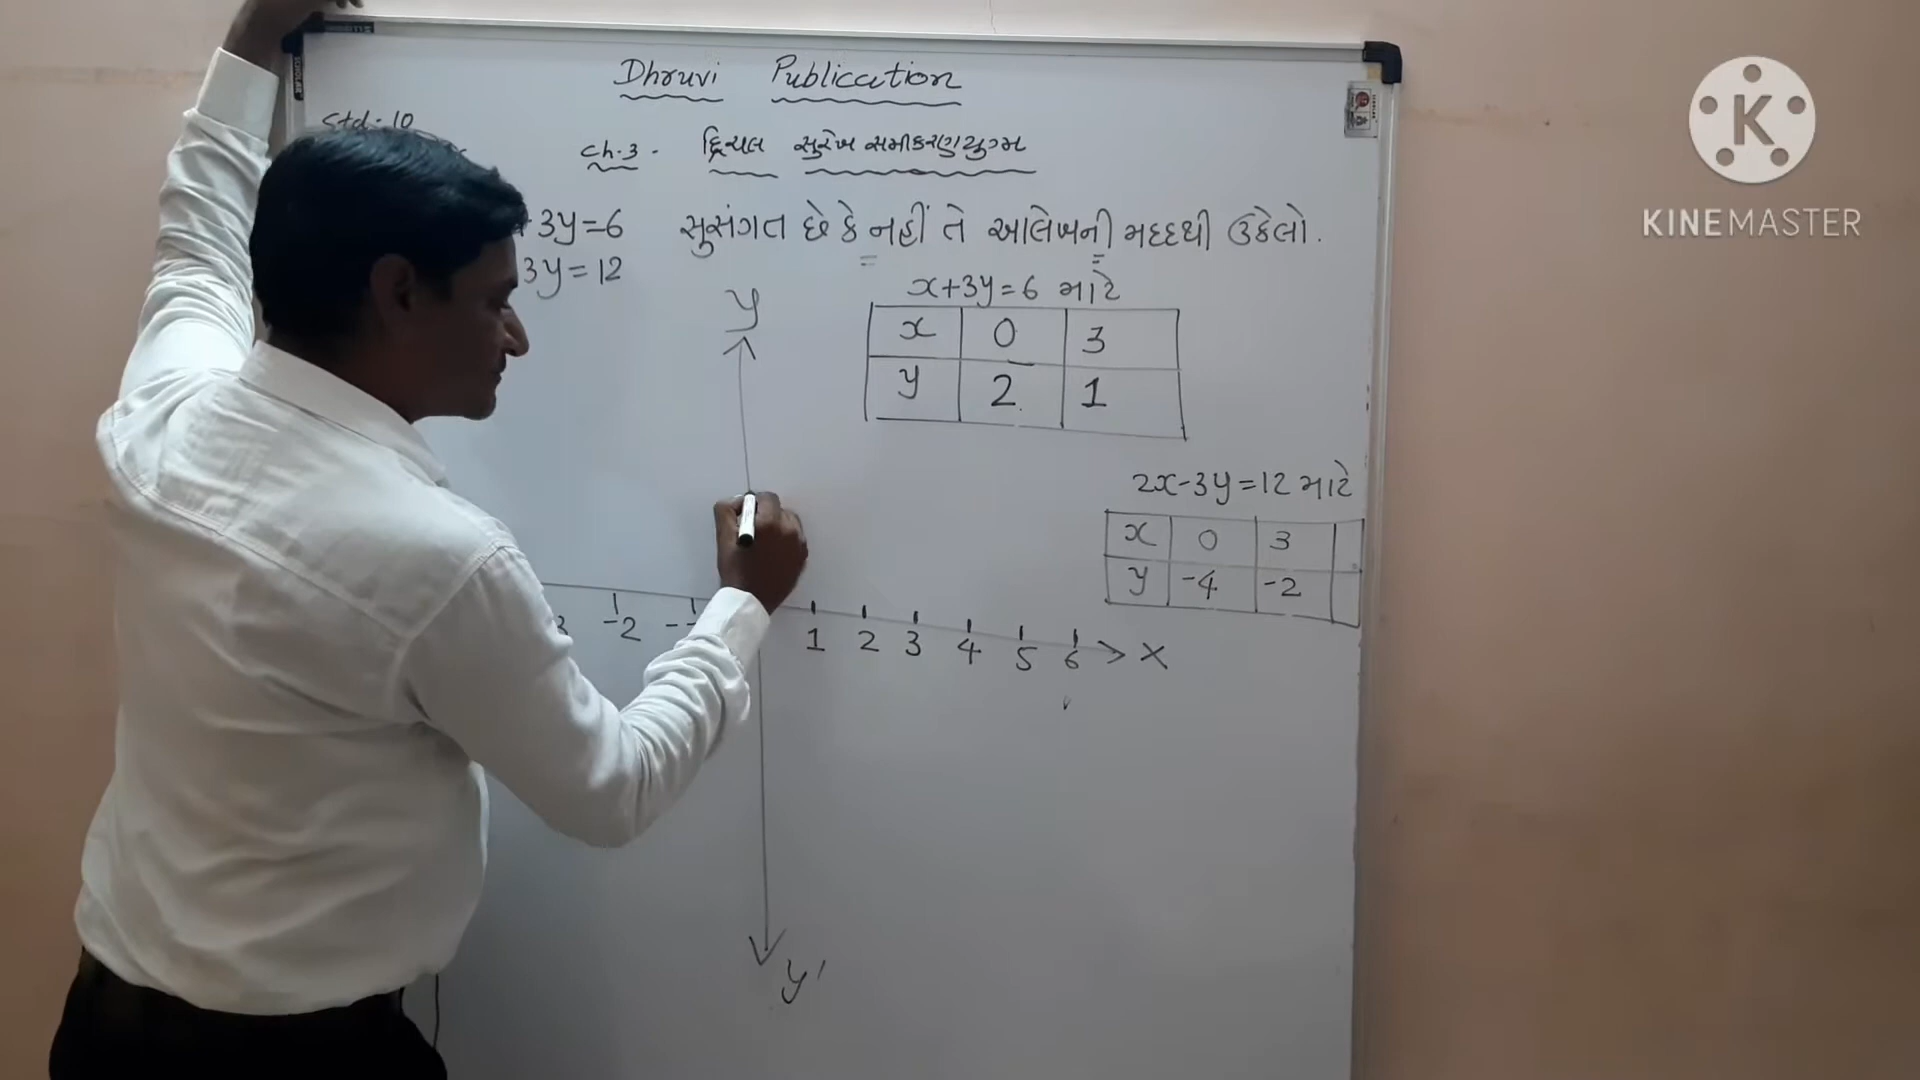 Dhruvi Publication
Std - 10
Ch.3 - દ્વિચલ સુરેખ સમીકરણયુગ્મ
+3y=6 સુસંગત છે કે નહીં તે આલેખની મદદથી ઉકેલો.
3y=12
x+3y=6 માટે
x 0 3
y 2 1
2x-3y=12 માટે
x 0 3
y -4 -2
y
-2 1 2 3 4 5 6 X
y'
K
KINEMASTER